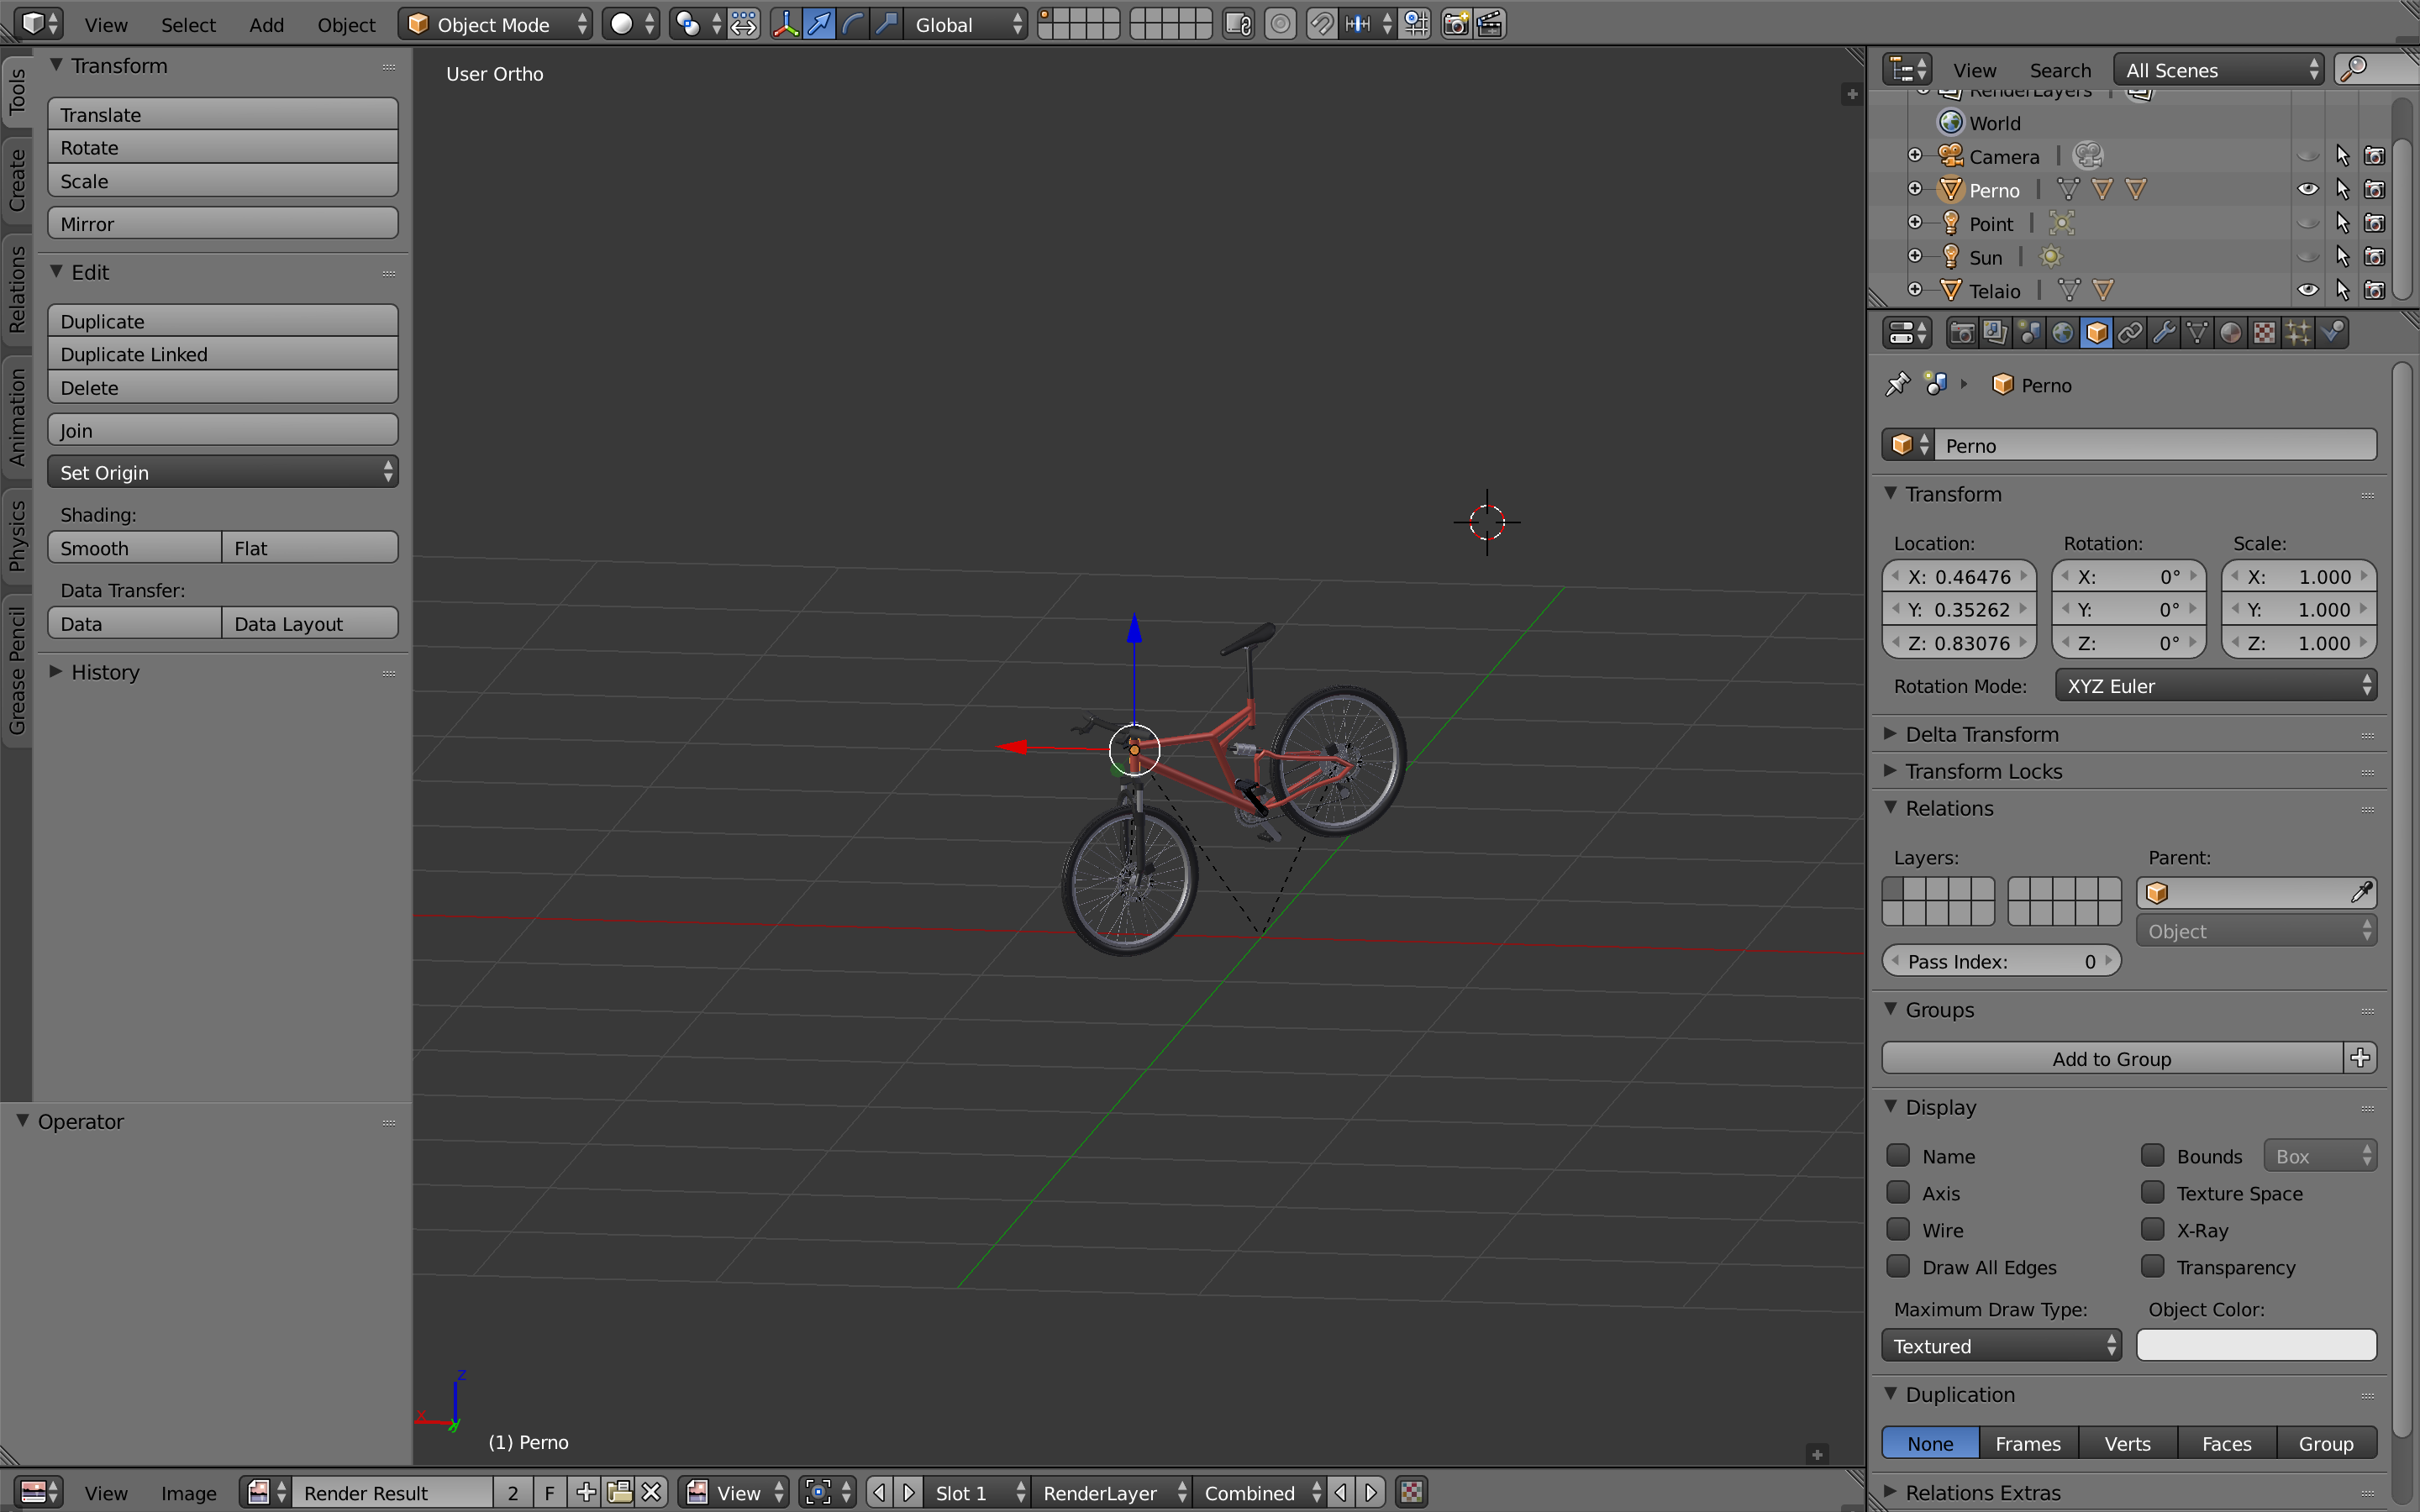 View Select Add Object Object Mode Global
User Ortho
Tools
Create
Relations
Animation
Physics
Grease Pencil
Transform
Translate
Rotate
Scale
Mirror
Edit
Duplicate
Duplicate Linked
Delete
Join
Set Origin
Shading:
Smooth Flat
Data Transfer:
Data Data Layout
History
Operator
Z
X
Y
(1) Perno
View Image Render Result 2 F View Slot 1 RenderLayer Combined
View Search All Scenes
RenderLayers
World
Camera
Perno
Point
Sun
Telaio
Perno
Perno
Transform
Location: Rotation: Scale:
X: 0.46476 X: 0° X: 1.000
Y: 0.35262 Y: 0° Y: 1.000
Z: 0.83076 Z: 0° Z: 1.000
Rotation Mode: XYZ Euler
Delta Transform
Transform Locks
Relations
Layers: Parent:
Object
Pass Index: 0
Groups
Add to Group
Display
Name Bounds Box
Axis Texture Space
Wire X-Ray
Draw All Edges Transparency
Maximum Draw Type: Object Color:
Textured
Duplication
None Frames Verts Faces Group
Relations Extras